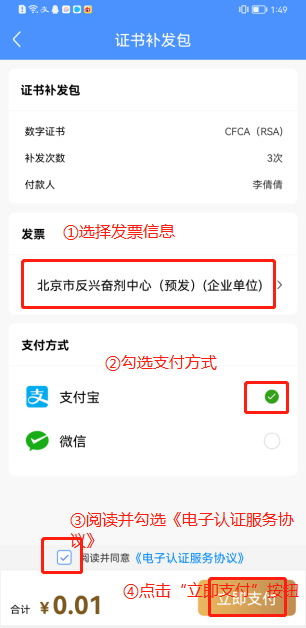 1:49
证书补发包
证书补发包
数字证书 CFCA（RSA）
补发次数 3次
付款人 李倩倩
发票 ①选择发票信息
北京市反兴奋剂中心（预发）(企业单位)
支付方式
②勾选支付方式
支付宝
微信
③阅读并勾选《电子认证服务协
议》
阅读并同意《电子认证服务协议》
④点击“立即支付”按钮
合计 ¥0.01 立即支付